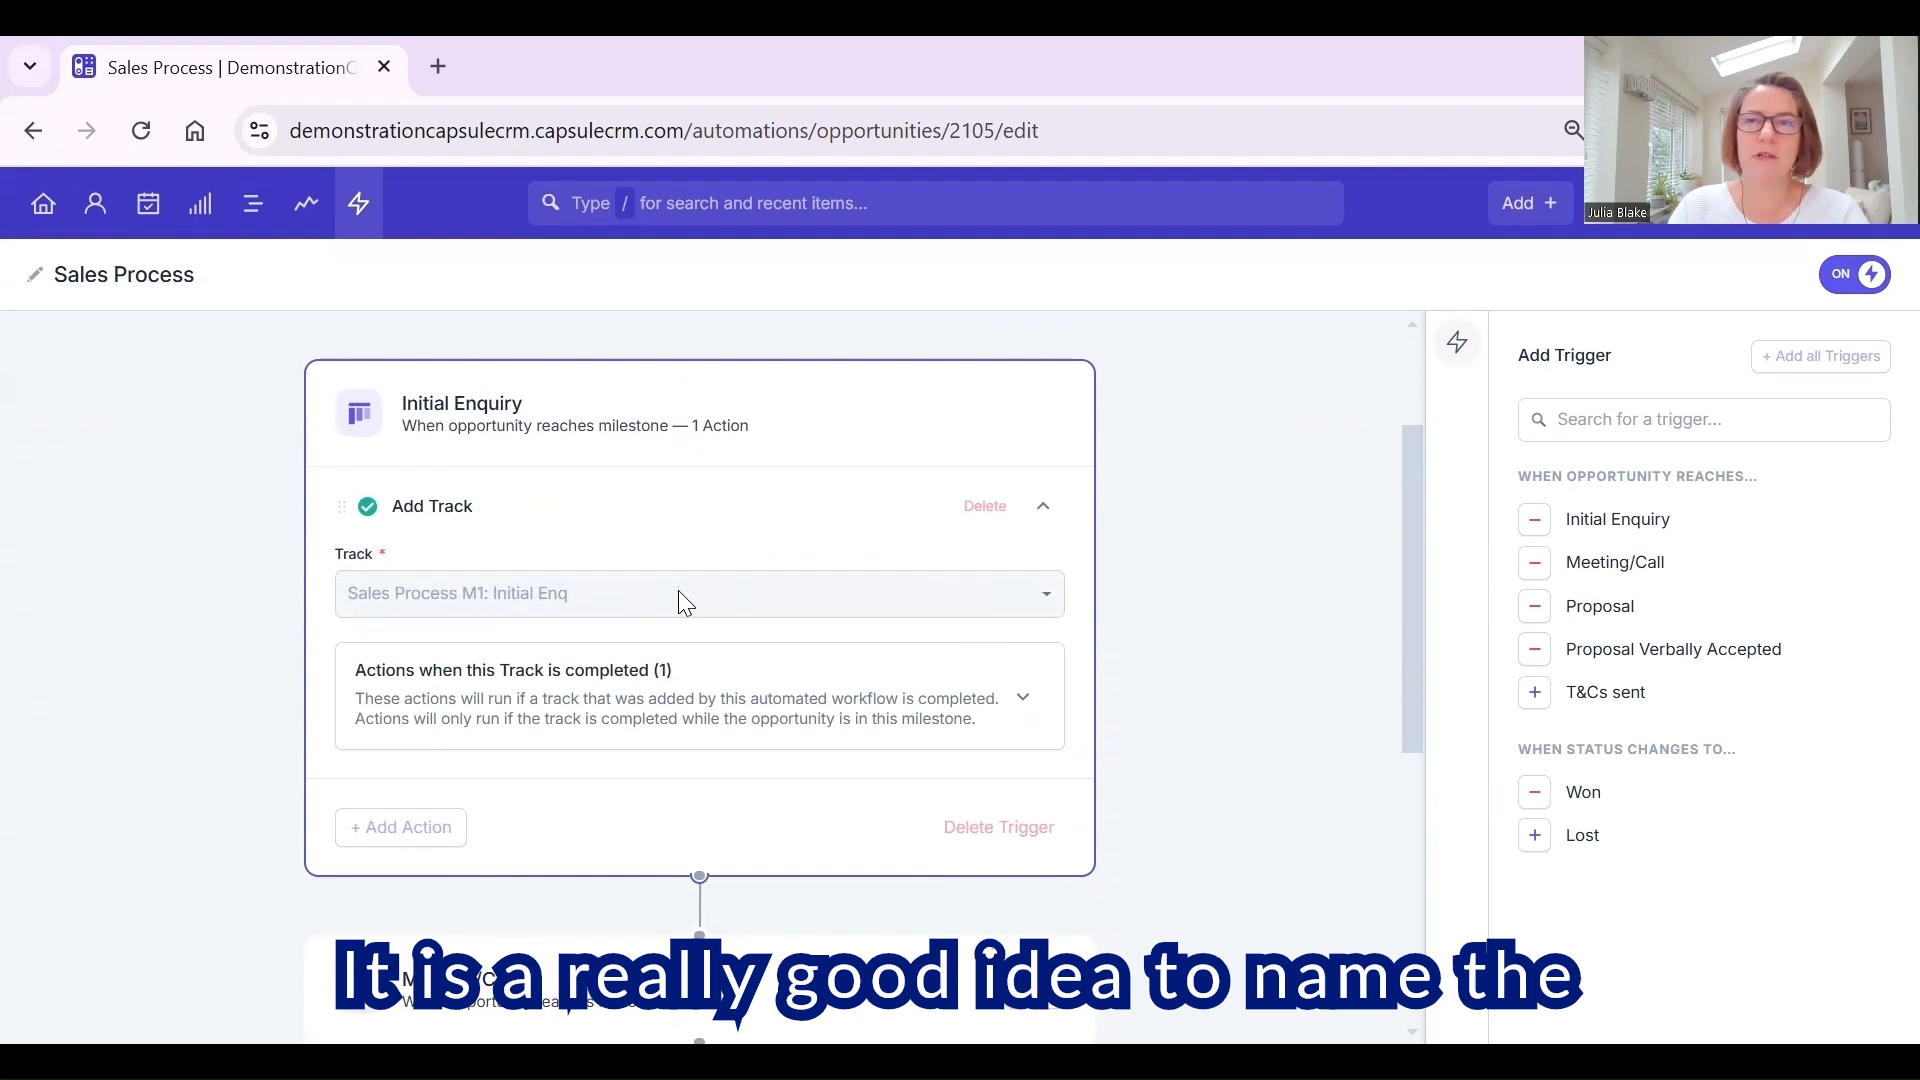 Sales Process | DemonstrationC
demonstrationcapsulecrm.capsulecrm.com/automations/opportunities/2105/edit
Type / for search and recent items...
Add +
Julia Blake
Sales Process
ON
Initial Enquiry
When opportunity reaches milestone — 1 Action
Add Track
Delete
Track *
Sales Process M1: Initial Enq
Actions when this Track is completed (1)
These actions will run if a track that was added by this automated workflow is completed.
Actions will only run if the track is completed while the opportunity is in this milestone.
+ Add Action
Delete Trigger
Add Trigger
+ Add all Triggers
Search for a trigger...
WHEN OPPORTUNITY REACHES...
Initial Enquiry
Meeting/Call
Proposal
Proposal Verbally Accepted
T&Cs sent
WHEN STATUS CHANGES TO...
Won
Lost
It is a really good idea to name the